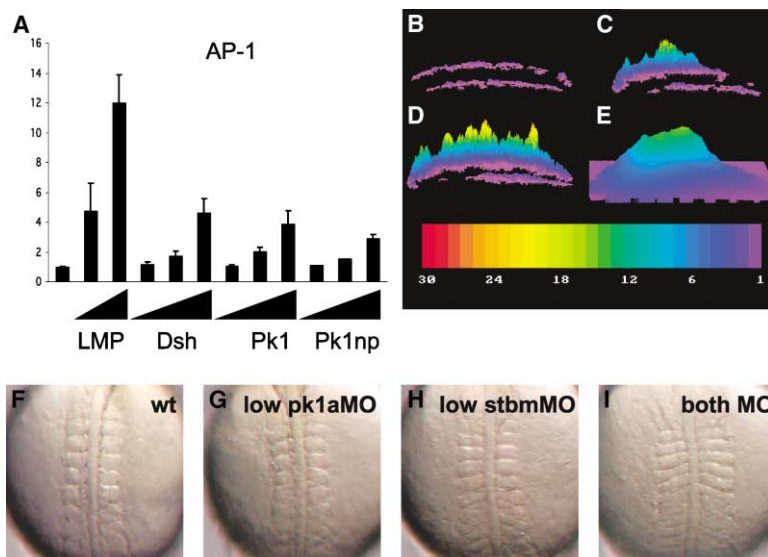 A
AP-1
16
14
12
10
8
6
4
2
0
LMP Dsh Pk1 Pk1np
B C
D E
30 24 18 12 6 1
F wt
G low pk1aMO
H low stbmMO
I both MO